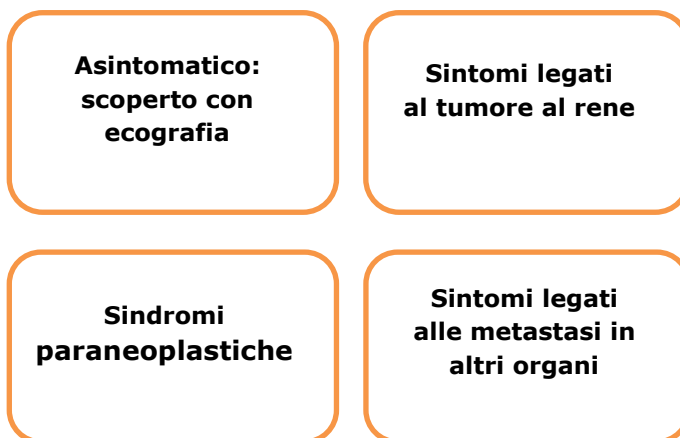 Asintomatico:
scoperto con
ecografia
Sintomi legati
al tumore al rene
Sindromi
paraneoplastiche
Sintomi legati
alle metastasi in
altri organi